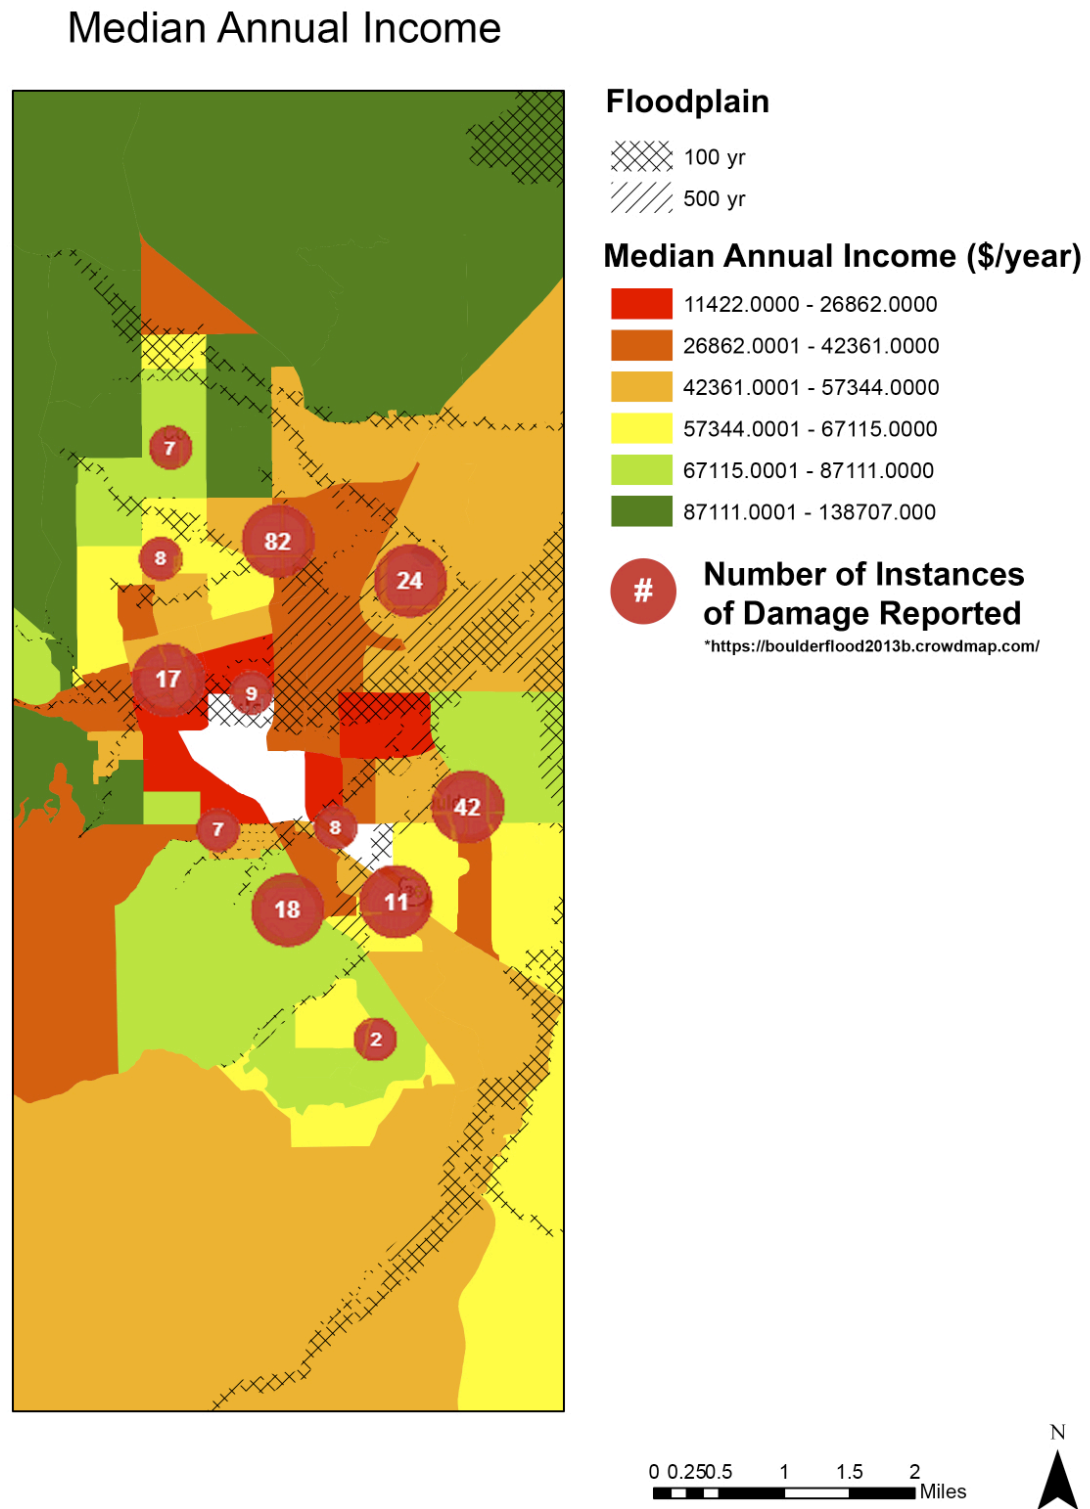 Median Annual Income
Floodplain
100 yr
500 yr
Median Annual Income ($/year)
11422.0000 - 26862.0000
26862.0001 - 42361.0000
42361.0001 - 57344.0000
57344.0001 - 67115.0000
67115.0001 - 87111.0000
87111.0001 - 138707.000
# Number of Instances
of Damage Reported
*https://boulderflood2013b.crowdmap.com/
7
82
8
24
17
9
42
7
8
11
18
2
N
0 0.250.5 1 1.5 2
Miles